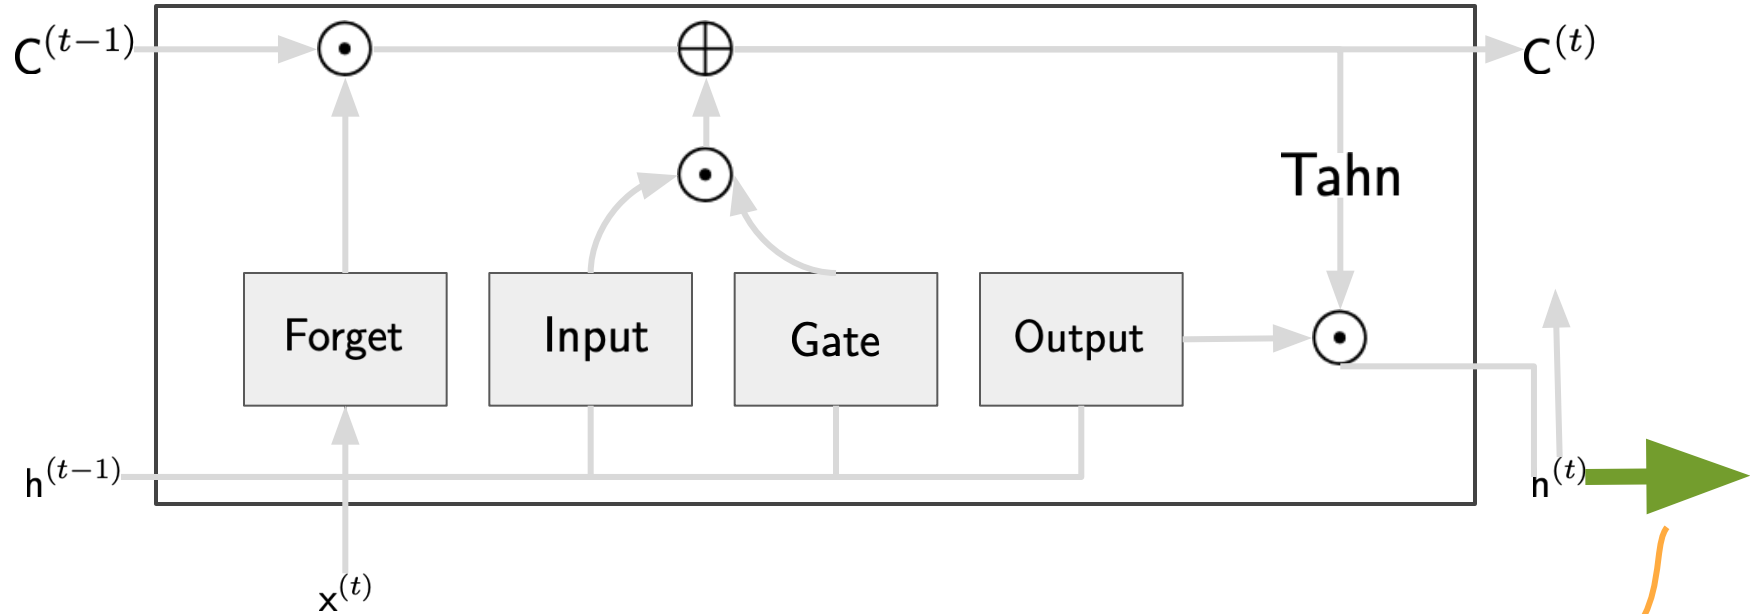 C^(t−1)
C^(t)
Tahn
Forget
Input
Gate
Output
h^(t−1)
h^(t)
x^(t)